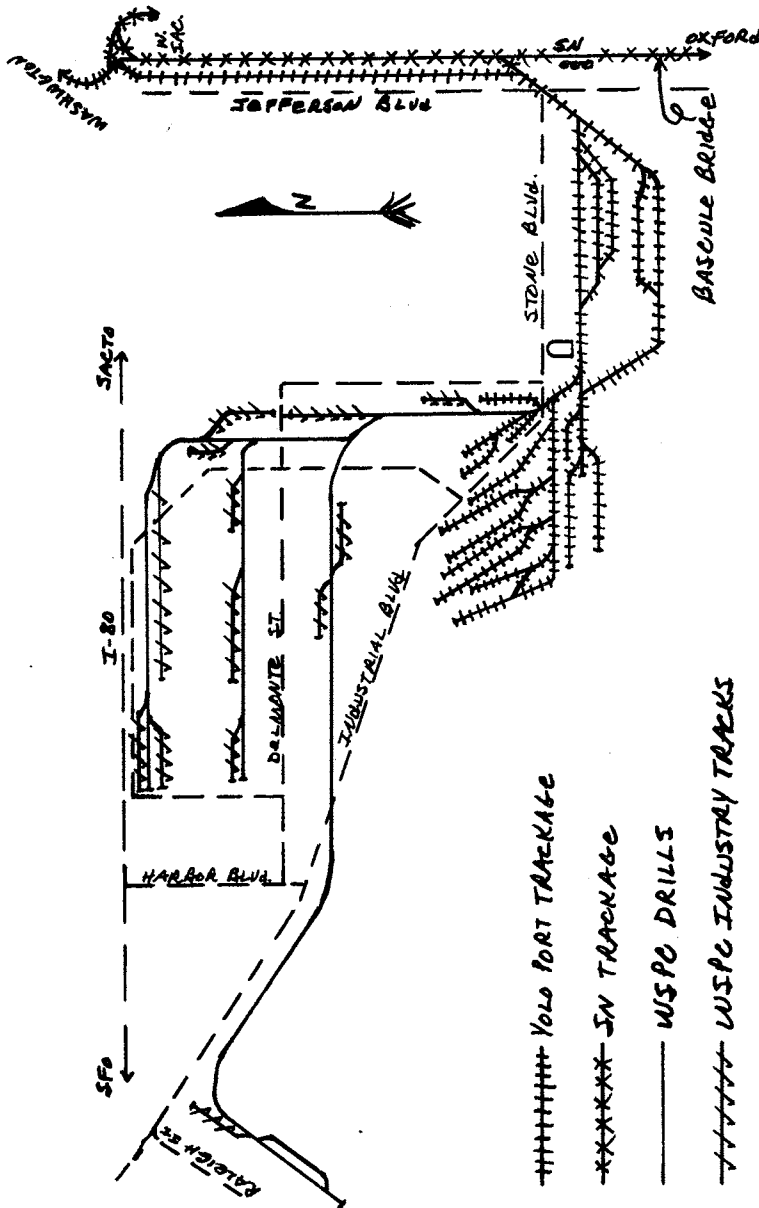 WASHINGTON
N. SAC.
SN
OXFORD
JEFFERSON BLVD
N
STONE BLVD.
BASCULE BRIDGE
SACTO
I-80
SFO
DELMONTE ST.
INDUSTRIAL BLVD
HARBOR BLVD.
RALEIGH ST
YOLO PORT TRACKAGE
SN TRACKAGE
WSPC DRILLS
WSPC INDUSTRY TRACKS